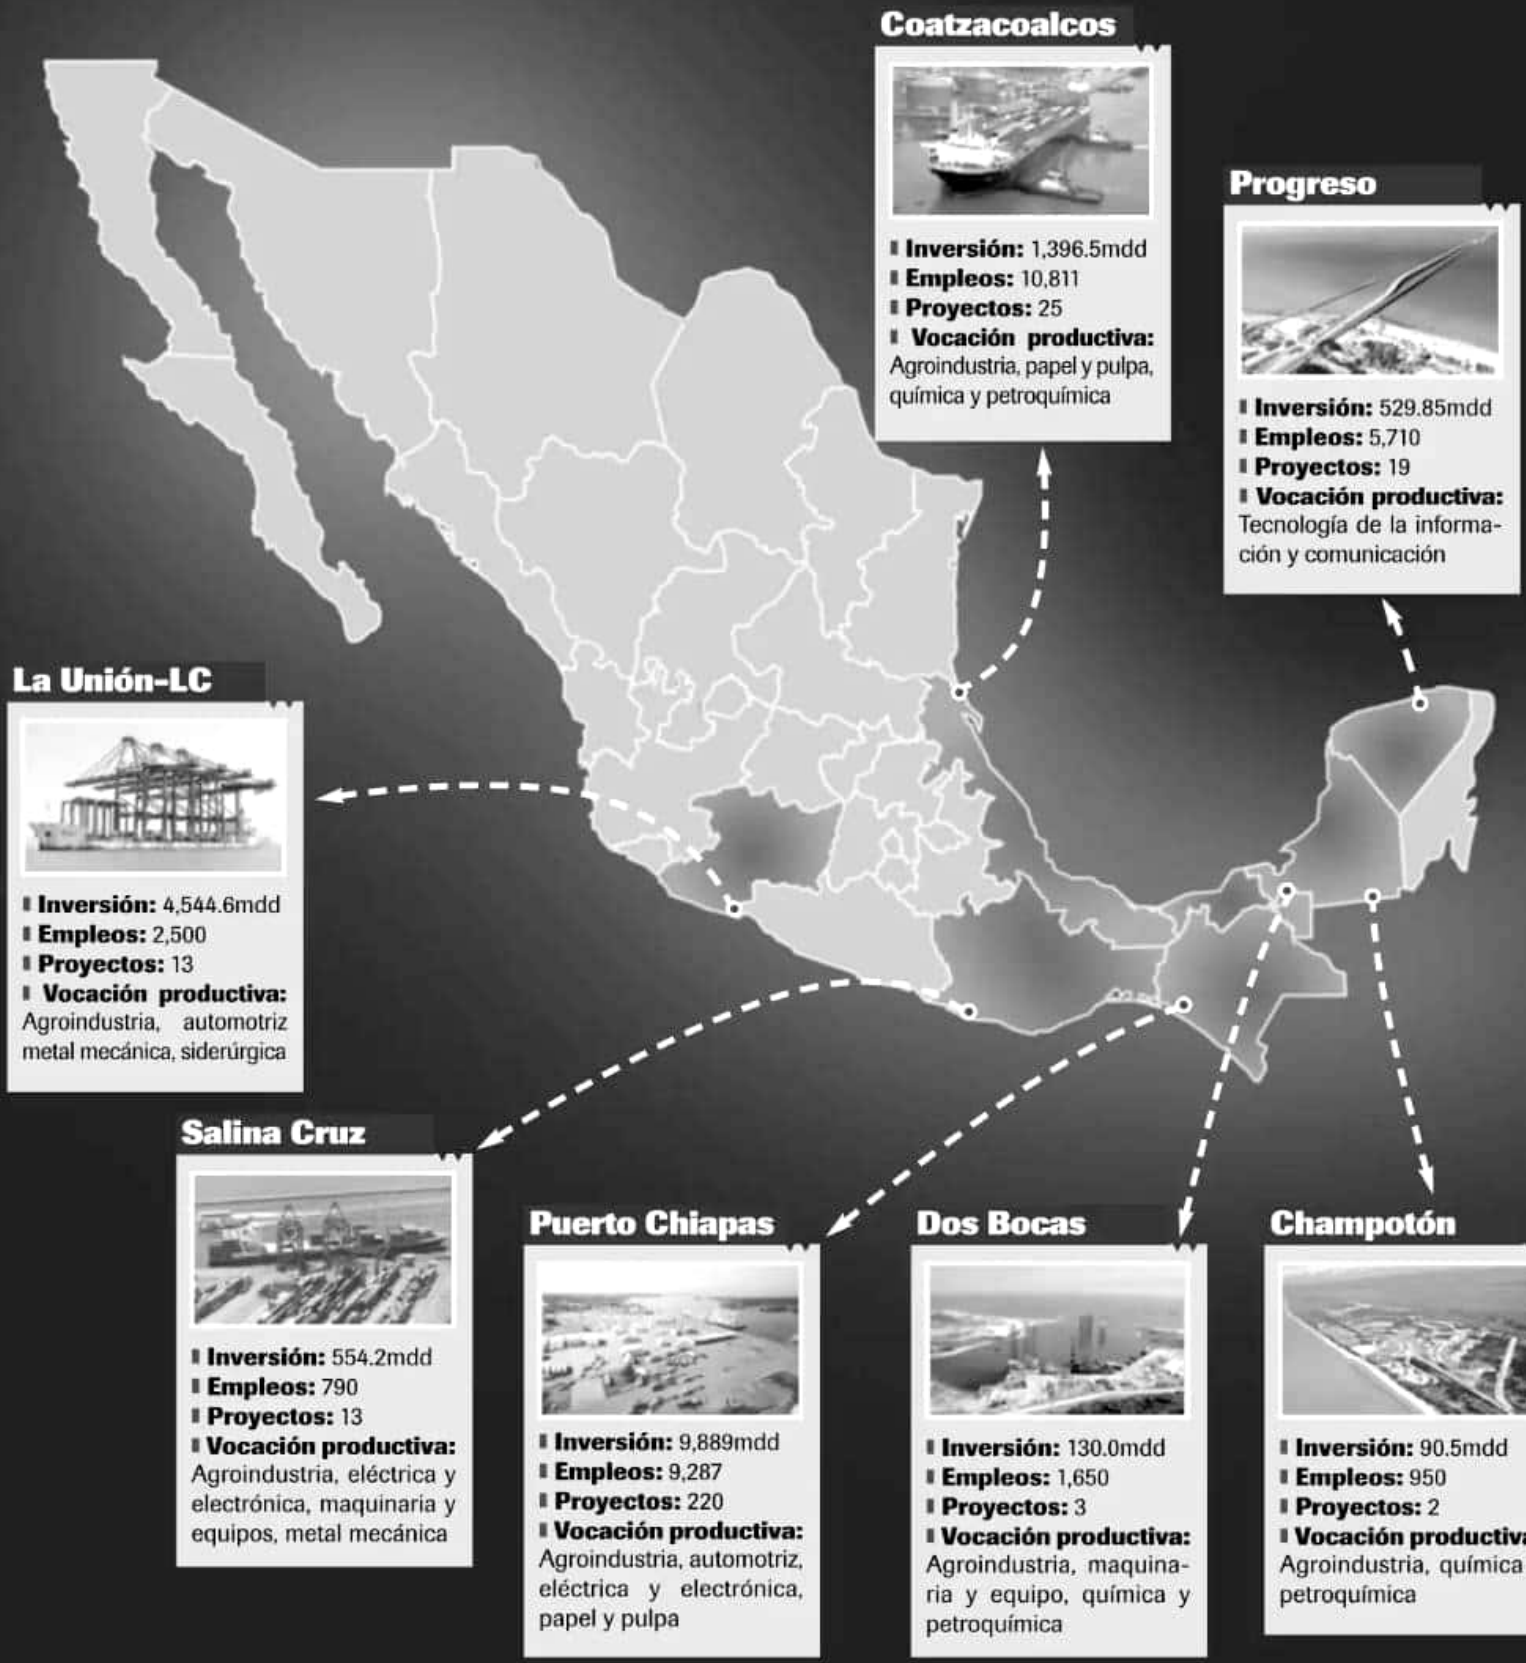 Coatzacoalcos
Inversión: 1,396.5mdd
Empleos: 10,811
Proyectos: 25
Vocación productiva:
Agroindustria, papel y pulpa,
química y petroquímica
Progreso
Inversión: 529.85mdd
Empleos: 5,710
Proyectos: 19
Vocación productiva:
Tecnología de la informa-
ción y comunicación
La Unión-LC
Inversión: 4,544.6mdd
Empleos: 2,500
Proyectos: 13
Vocación productiva:
Agroindustria, automotriz
metal mecánica, siderúrgica
Salina Cruz
Inversión: 554.2mdd
Empleos: 790
Proyectos: 13
Vocación productiva:
Agroindustria, eléctrica y
electrónica, maquinaria y
equipos, metal mecánica
Puerto Chiapas
Inversión: 9,889mdd
Empleos: 9,287
Proyectos: 220
Vocación productiva:
Agroindustria, automotriz,
eléctrica y electrónica,
papel y pulpa
Dos Bocas
Inversión: 130.0mdd
Empleos: 1,650
Proyectos: 3
Vocación productiva:
Agroindustria, maquina-
ria y equipo, química y
petroquímica
Champotón
Inversión: 90.5mdd
Empleos: 950
Proyectos: 2
Vocación productiva
Agroindustria, química
petroquímica